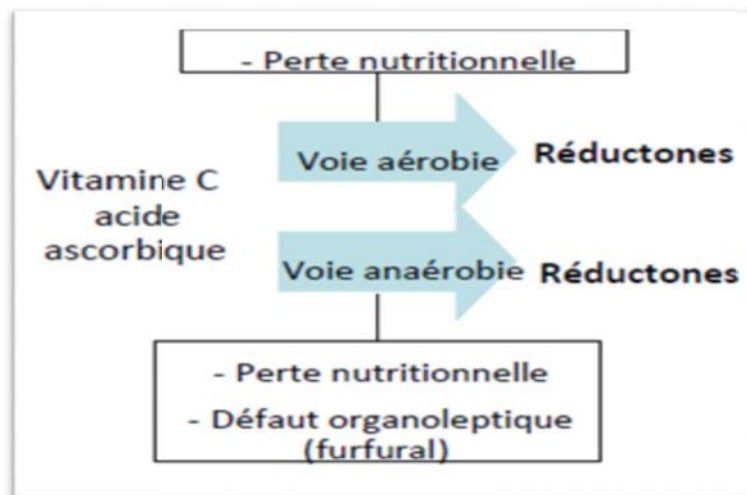 - Perte nutritionnelle
Voie aérobie
Réductones
Vitamine C
acide
ascorbique
Voie anaérobie
Réductones
- Perte nutritionnelle
- Défaut organoleptique
(furfural)